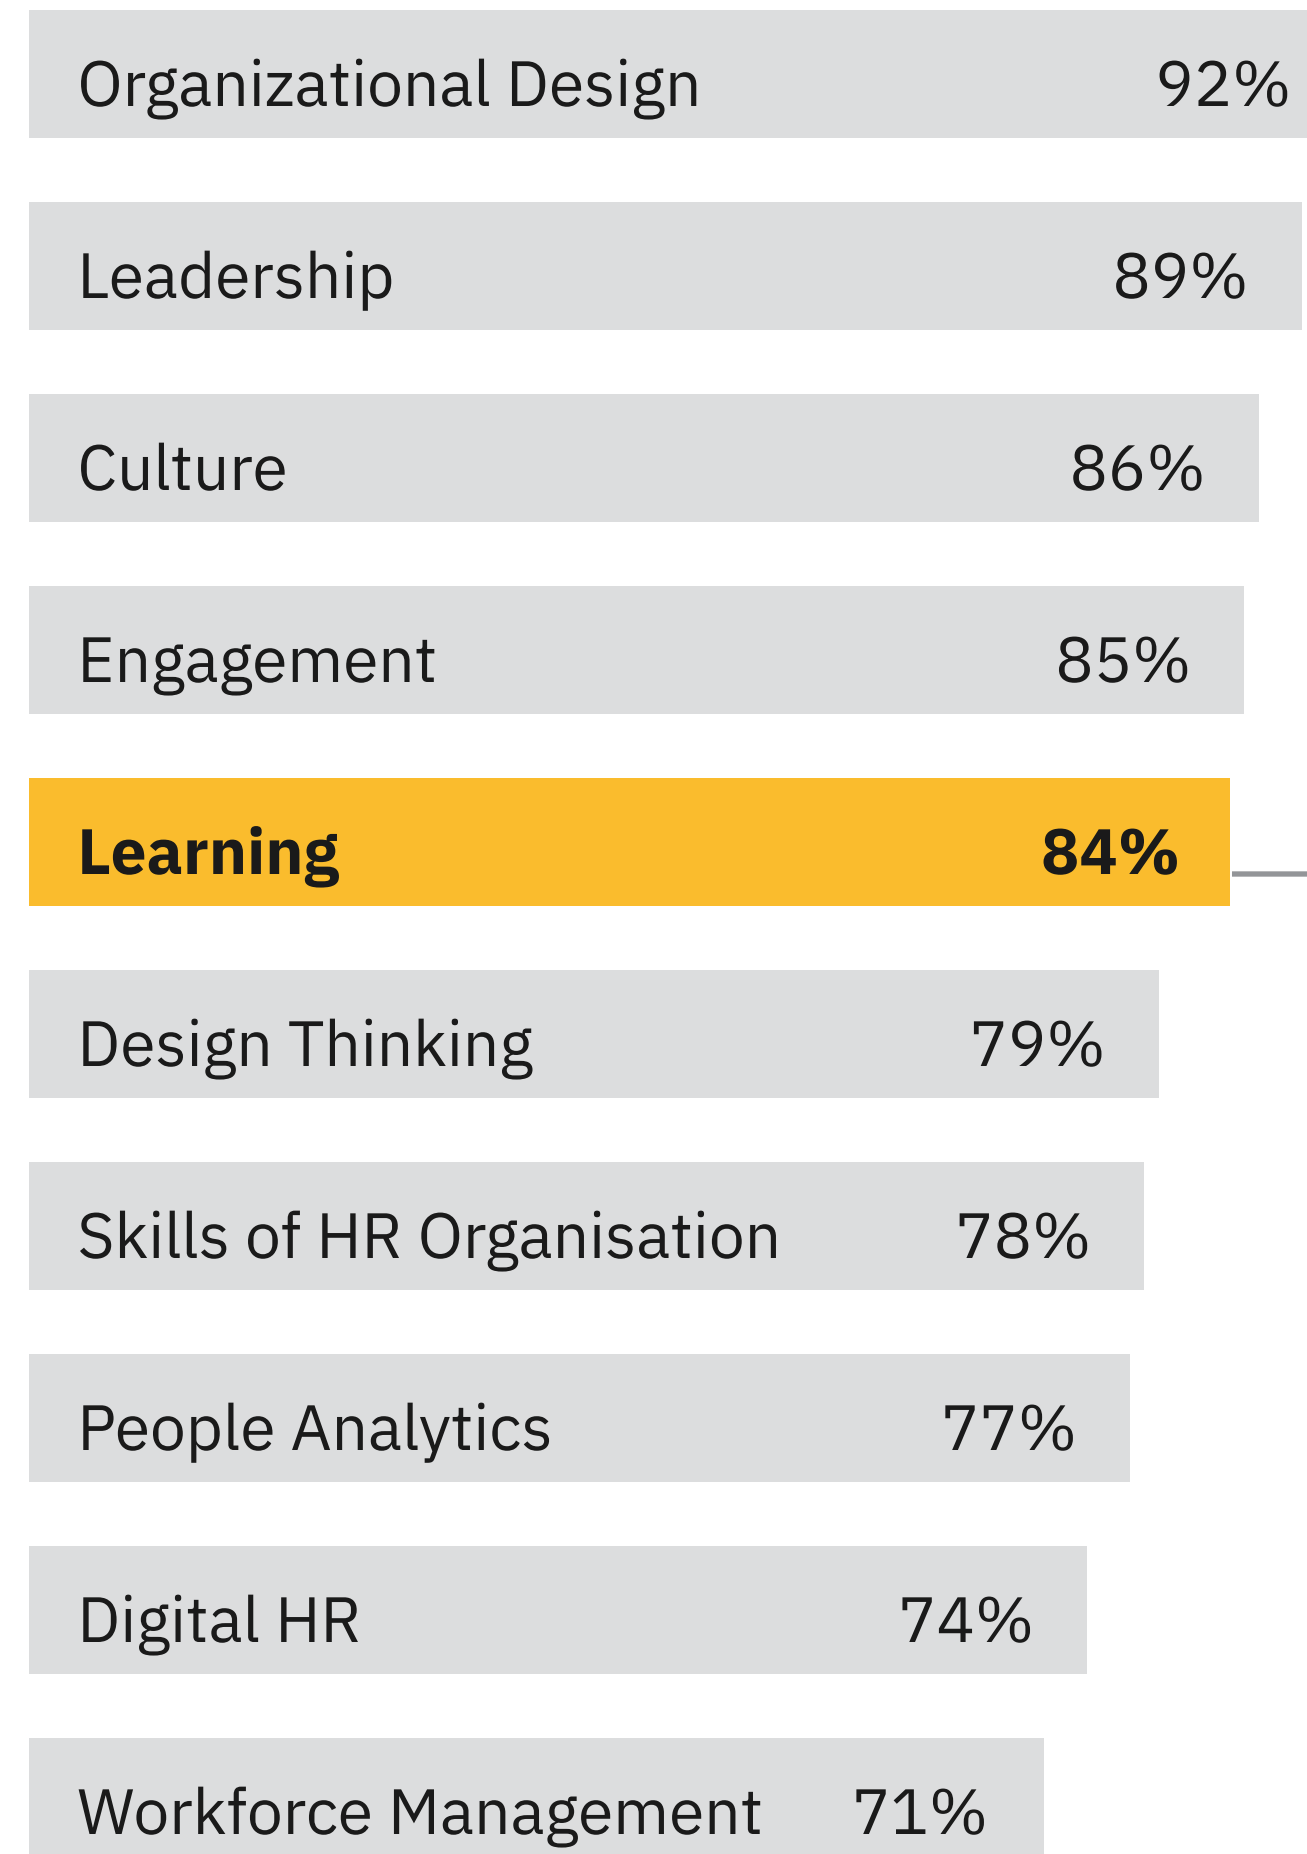 Organizational Design 92%
Leadership 89%
Culture 86%
Engagement 85%
Learning 84%
Design Thinking 79%
Skills of HR Organisation 78%
People Analytics 77%
Digital HR 74%
Workforce Management 71%